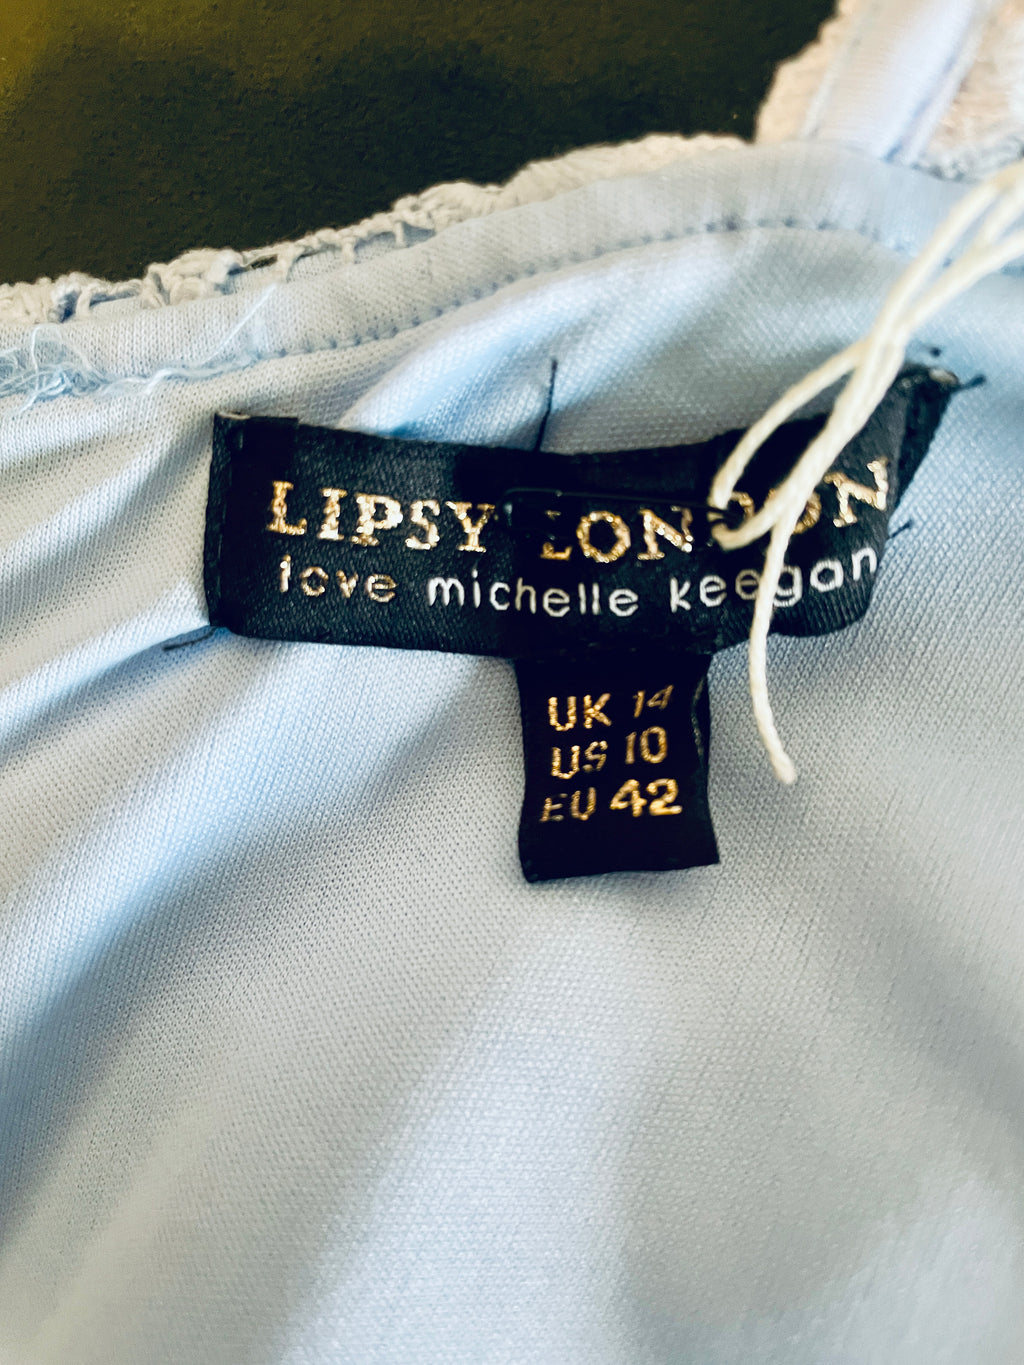 LIPSY LONDON
love michelle keegan
UK 14
US 10
EU 42